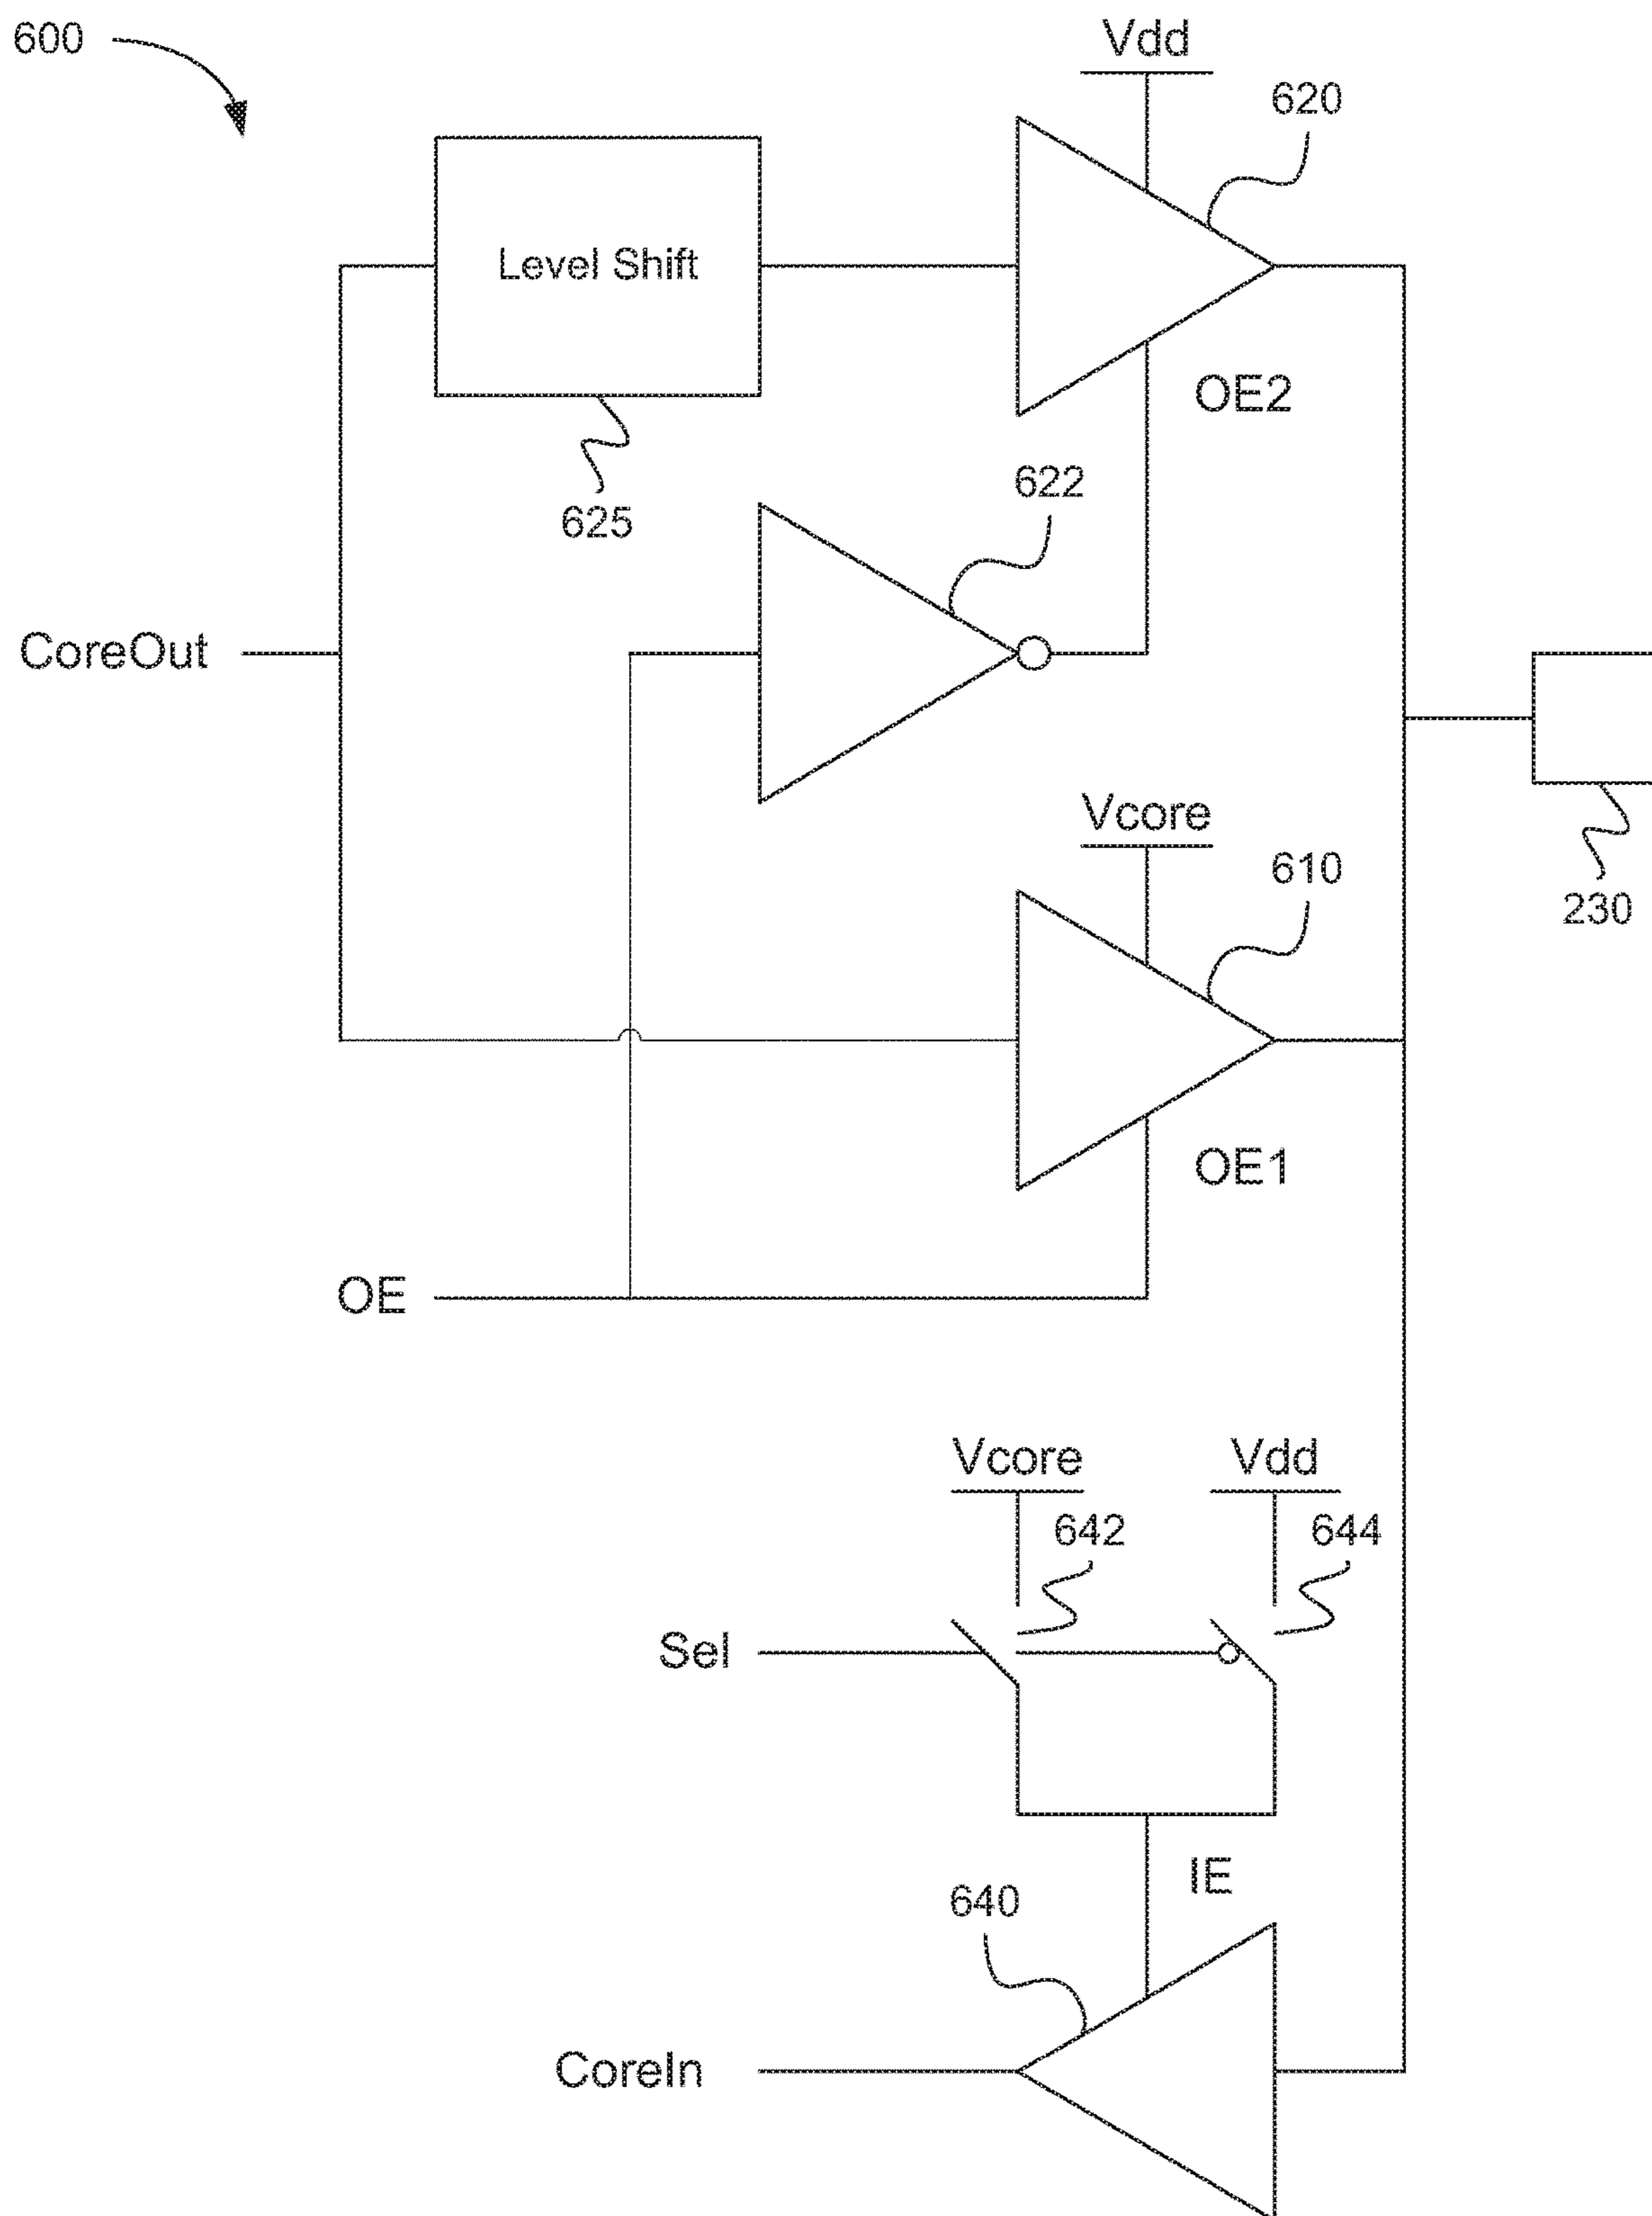 600
Vdd
620
Level Shift
OE2
622
625
CoreOut
Vcore
610
230
OE1
OE
Vcore
Vdd
642
644
Sel
IE
640
CoreIn